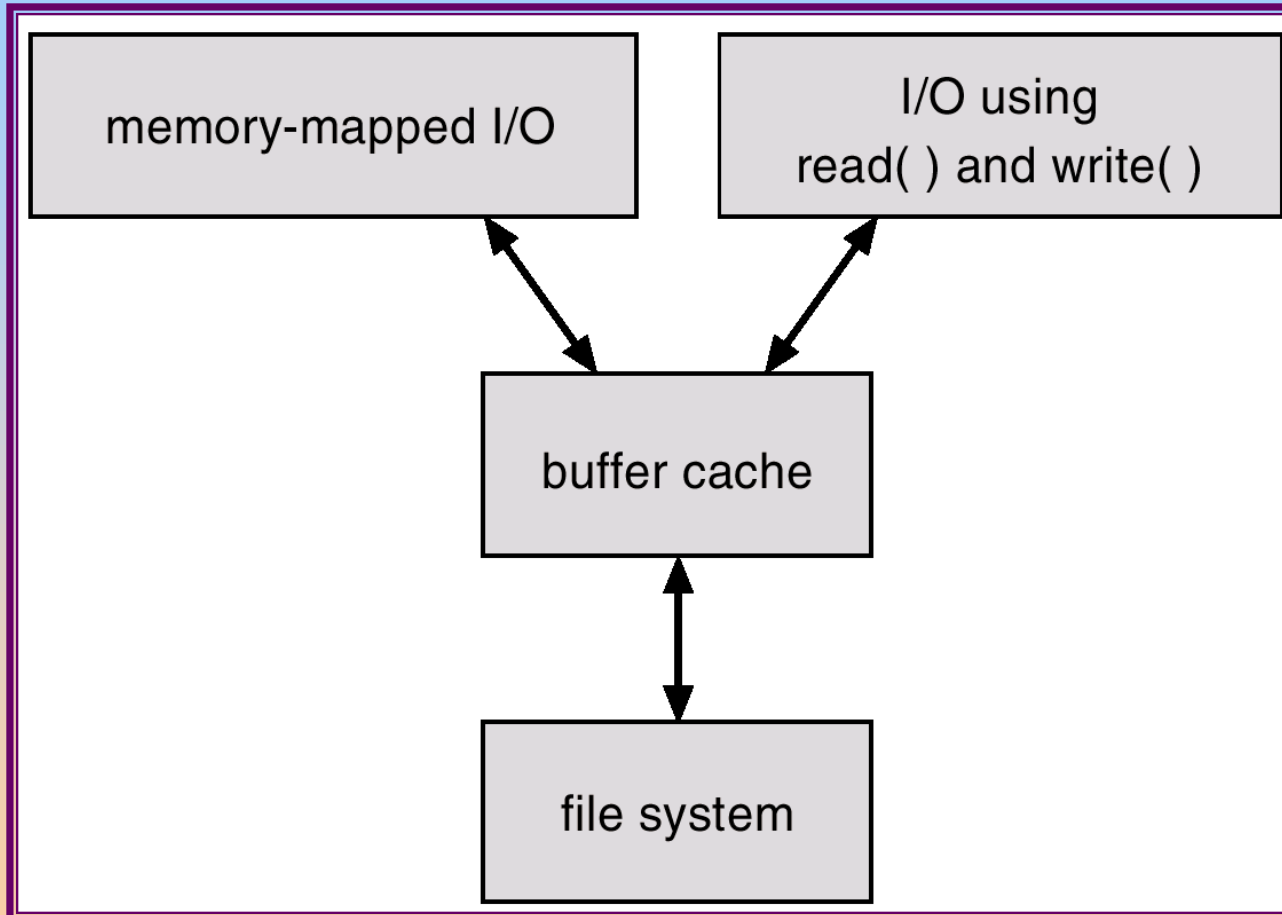 memory-mapped I/O
I/O using
read( ) and write( )
buffer cache
file system